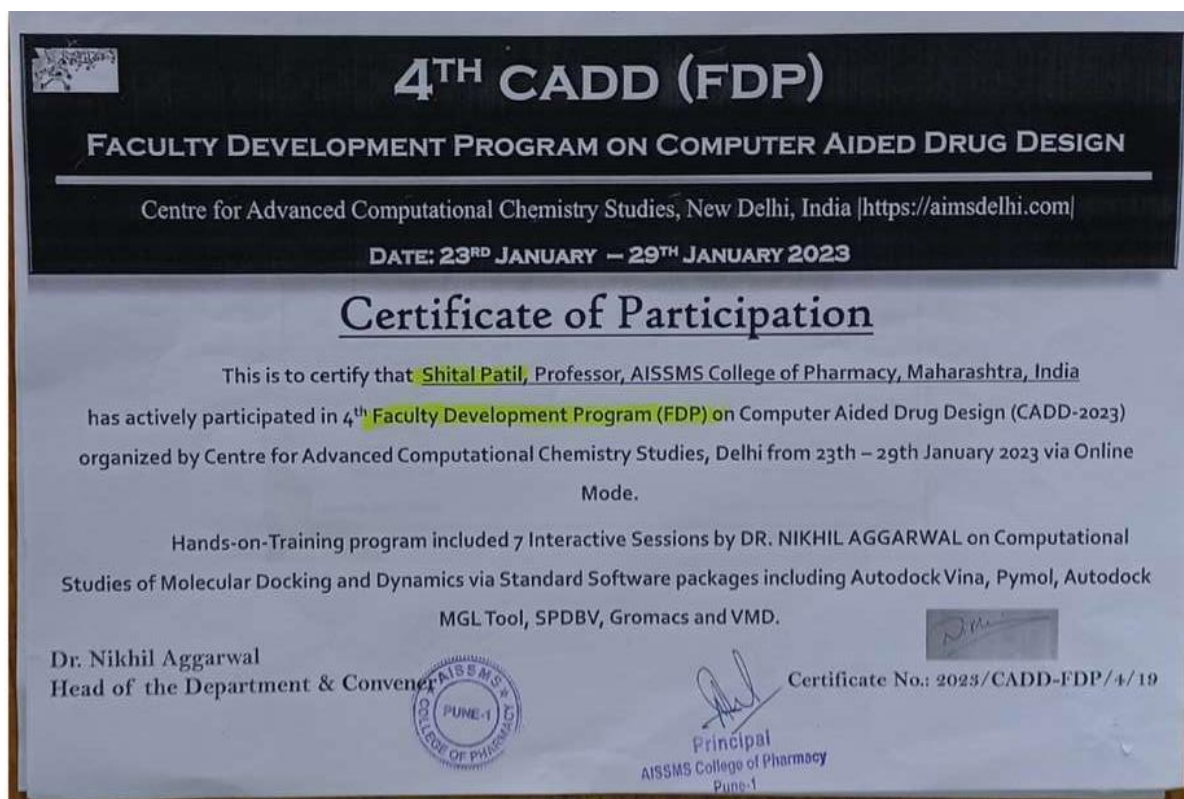 4TH CADD (FDP)
FACULTY DEVELOPMENT PROGRAM ON COMPUTER AIDED DRUG DESIGN
Centre for Advanced Computational Chemistry Studies, New Delhi, India |https://aimsdelhi.com|
DATE: 23RD JANUARY – 29TH JANUARY 2023
Certificate of Participation
This is to certify that Shital Patil, Professor, AISSMS College of Pharmacy, Maharashtra, India
has actively participated in 4th Faculty Development Program (FDP) on Computer Aided Drug Design (CADD-2023)
organized by Centre for Advanced Computational Chemistry Studies, Delhi from 23th – 29th January 2023 via Online
Mode.
Hands-on-Training program included 7 Interactive Sessions by DR. NIKHIL AGGARWAL on Computational
Studies of Molecular Docking and Dynamics via Standard Software packages including Autodock Vina, Pymol, Autodock
MGL Tool, SPDBV, Gromacs and VMD.
Dr. Nikhil Aggarwal
Head of the Department & Convener
AISSMS
COLLEGE OF PHARMACY
PUNE-1
Certificate No.: 2023/CADD-FDP/4/19
Principal
AISSMS College of Pharmacy
Pune-1